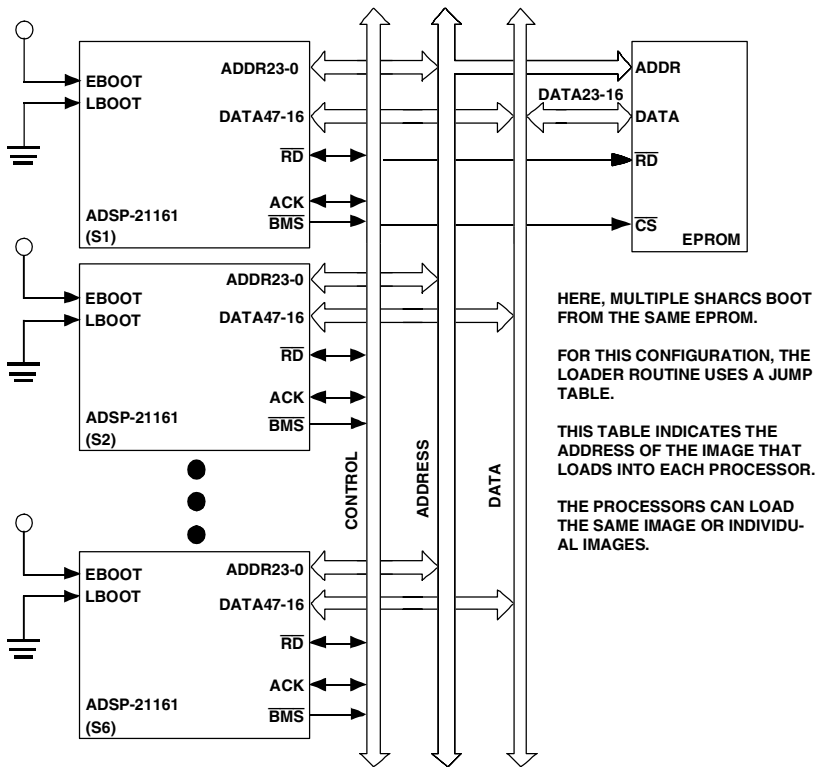 EBOOT
LBOOT
ADDR23-0
DATA47-16
RD
ACK
BMS
ADSP-21161
(S1)
ADDR
DATA23-16
DATA
RD
CS
EPROM
EBOOT
LBOOT
ADDR23-0
DATA47-16
RD
ACK
BMS
ADSP-21161
(S2)
HERE, MULTIPLE SHARCS BOOT
FROM THE SAME EPROM.
FOR THIS CONFIGURATION, THE
LOADER ROUTINE USES A JUMP
TABLE.
THIS TABLE INDICATES THE
ADDRESS OF THE IMAGE THAT
LOADS INTO EACH PROCESSOR.
THE PROCESSORS CAN LOAD
THE SAME IMAGE OR INDIVIDU-
AL IMAGES.
CONTROL
ADDRESS
DATA
EBOOT
LBOOT
ADDR23-0
DATA47-16
RD
ACK
BMS
ADSP-21161
(S6)